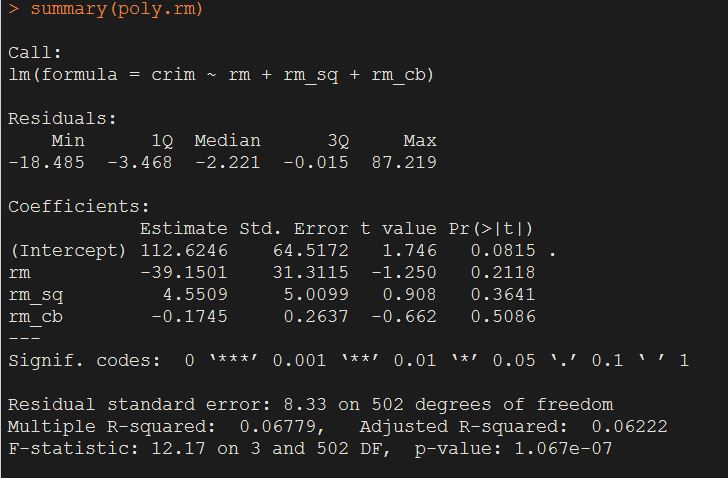 > summary(poly.rm)
Call:
lm(formula = crim ~ rm + rm_sq + rm_cb)
Residuals:
    Min      1Q  Median      3Q     Max
-18.485  -3.468  -2.221  -0.015  87.219
Coefficients:
            Estimate Std. Error t value Pr(>|t|)
(Intercept) 112.6246    64.5172   1.746   0.0815 .
rm          -39.1501    31.3115  -1.250   0.2118
rm_sq         4.5509     5.0099   0.908   0.3641
rm_cb        -0.1745     0.2637  -0.662   0.5086
---
Signif. codes:  0 ‘***’ 0.001 ‘**’ 0.01 ‘*’ 0.05 ‘.’ 0.1 ‘ ’ 1
Residual standard error: 8.33 on 502 degrees of freedom
Multiple R-squared:  0.06779,   Adjusted R-squared:  0.06222
F-statistic: 12.17 on 3 and 502 DF,  p-value: 1.067e-07